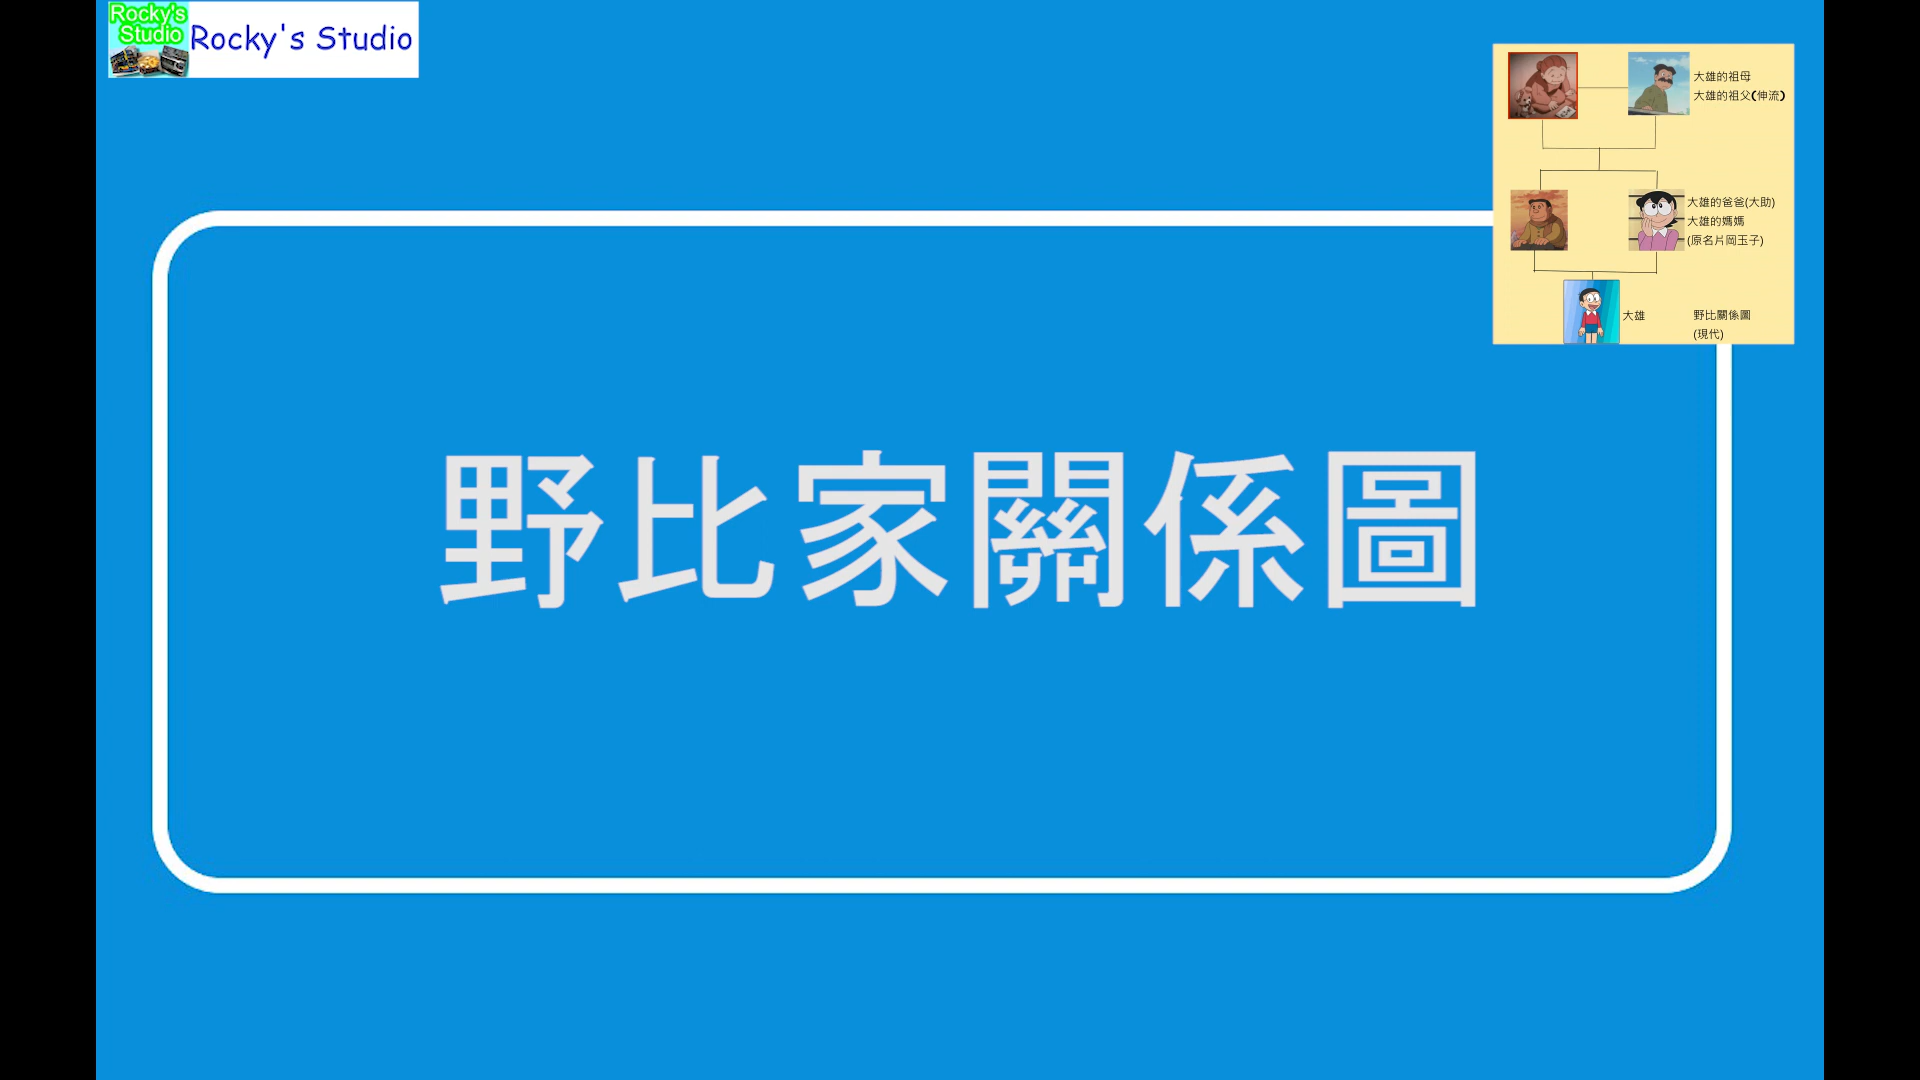 Rocky's
Studio
Rocky's Studio
大雄的祖母
大雄的祖父(伸流)
大雄的爸爸(大助)
大雄的媽媽
(原名片岡玉子)
大雄
野比關係圖
(現代)
野比家關係圖